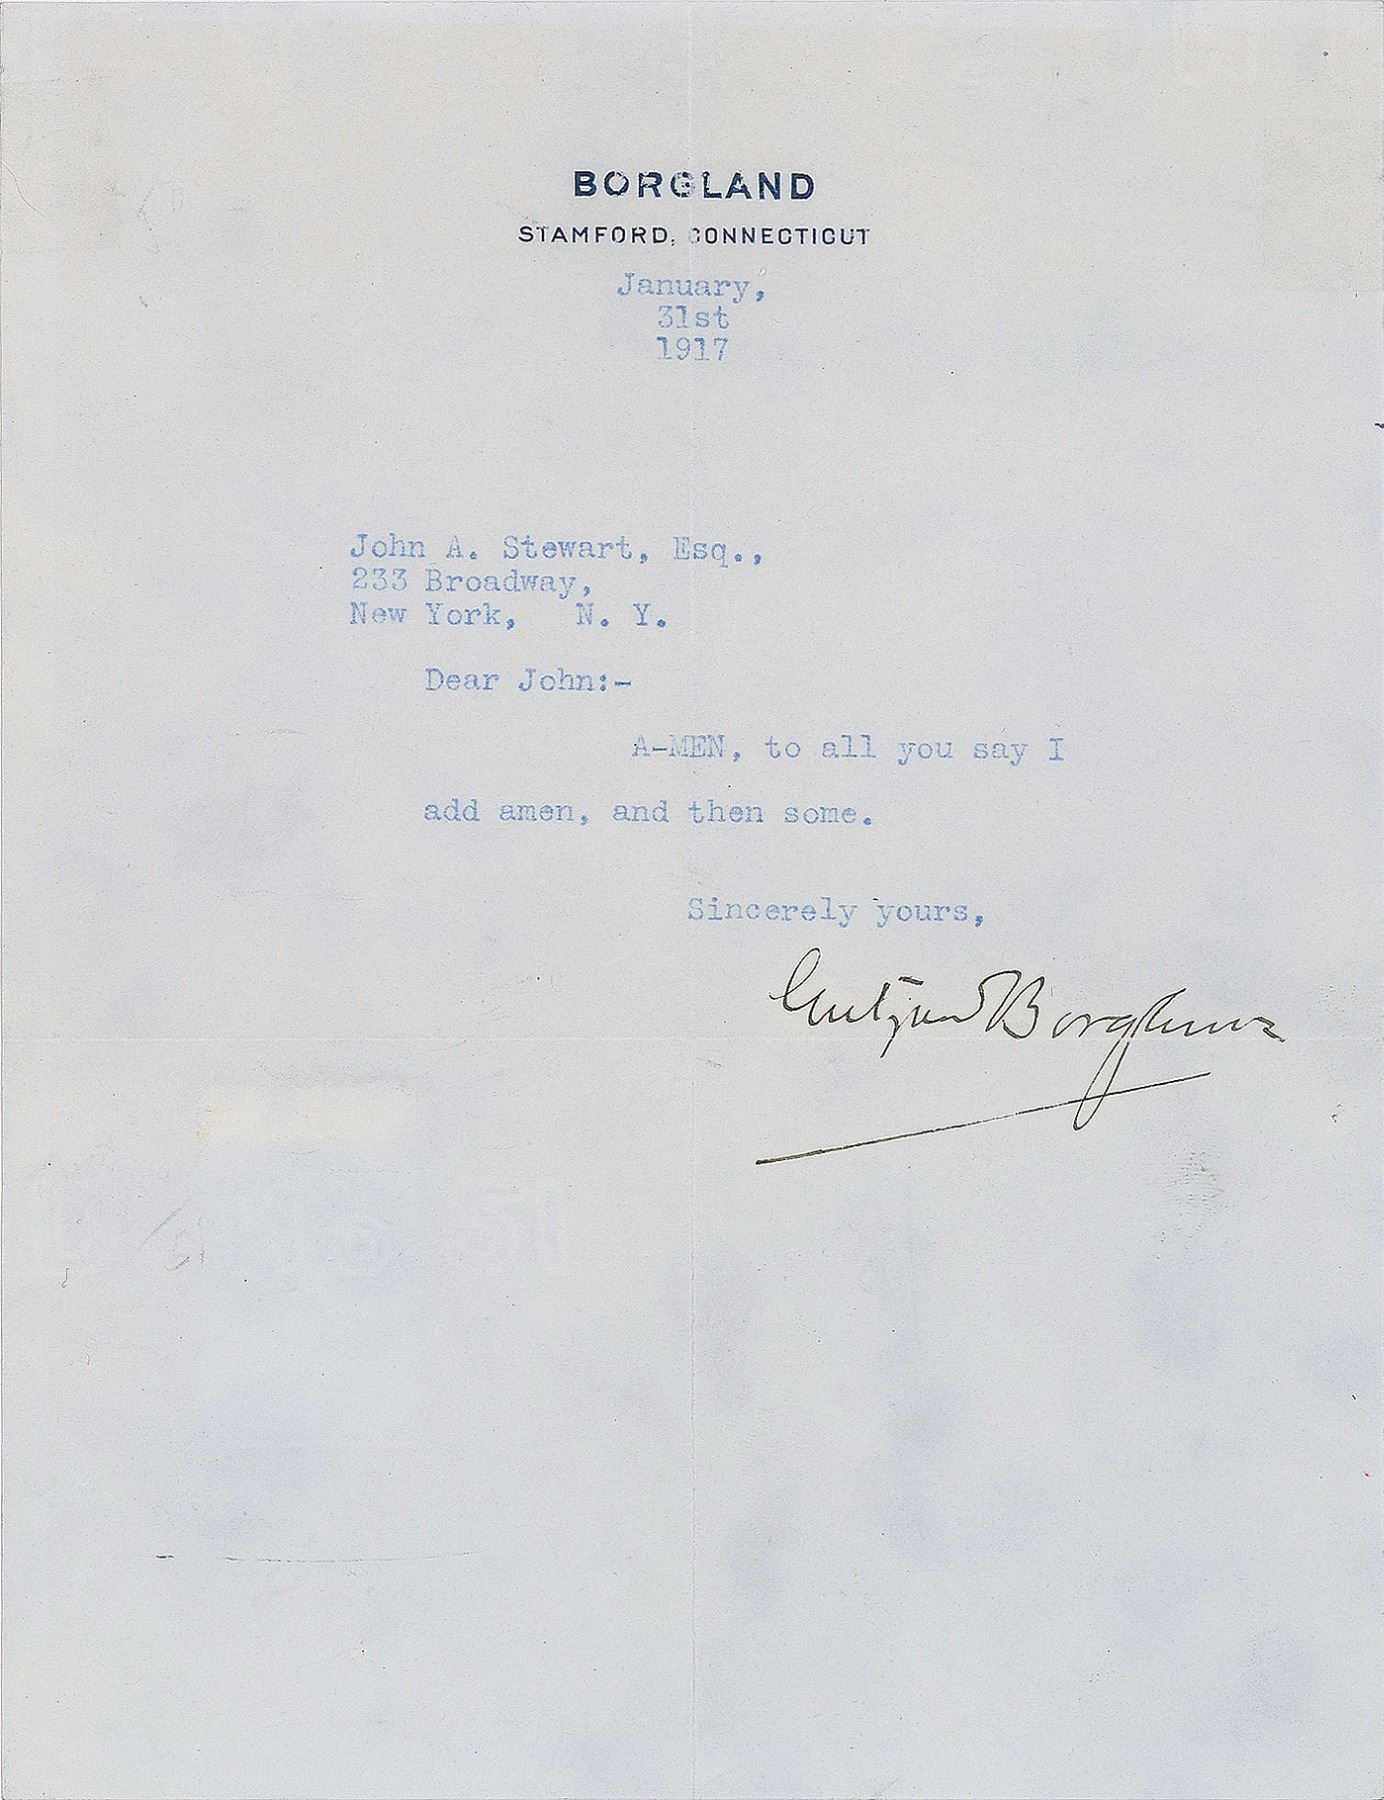 BORGLAND
STAMFORD, CONNECTICUT
January,
31st
1917
John A. Stewart, Esq.,
233 Broadway,
New York, N. Y.
Dear John:-
A-MEN, to all you say I
add amen, and then some.
Sincerely yours,
Gutzon Borglum